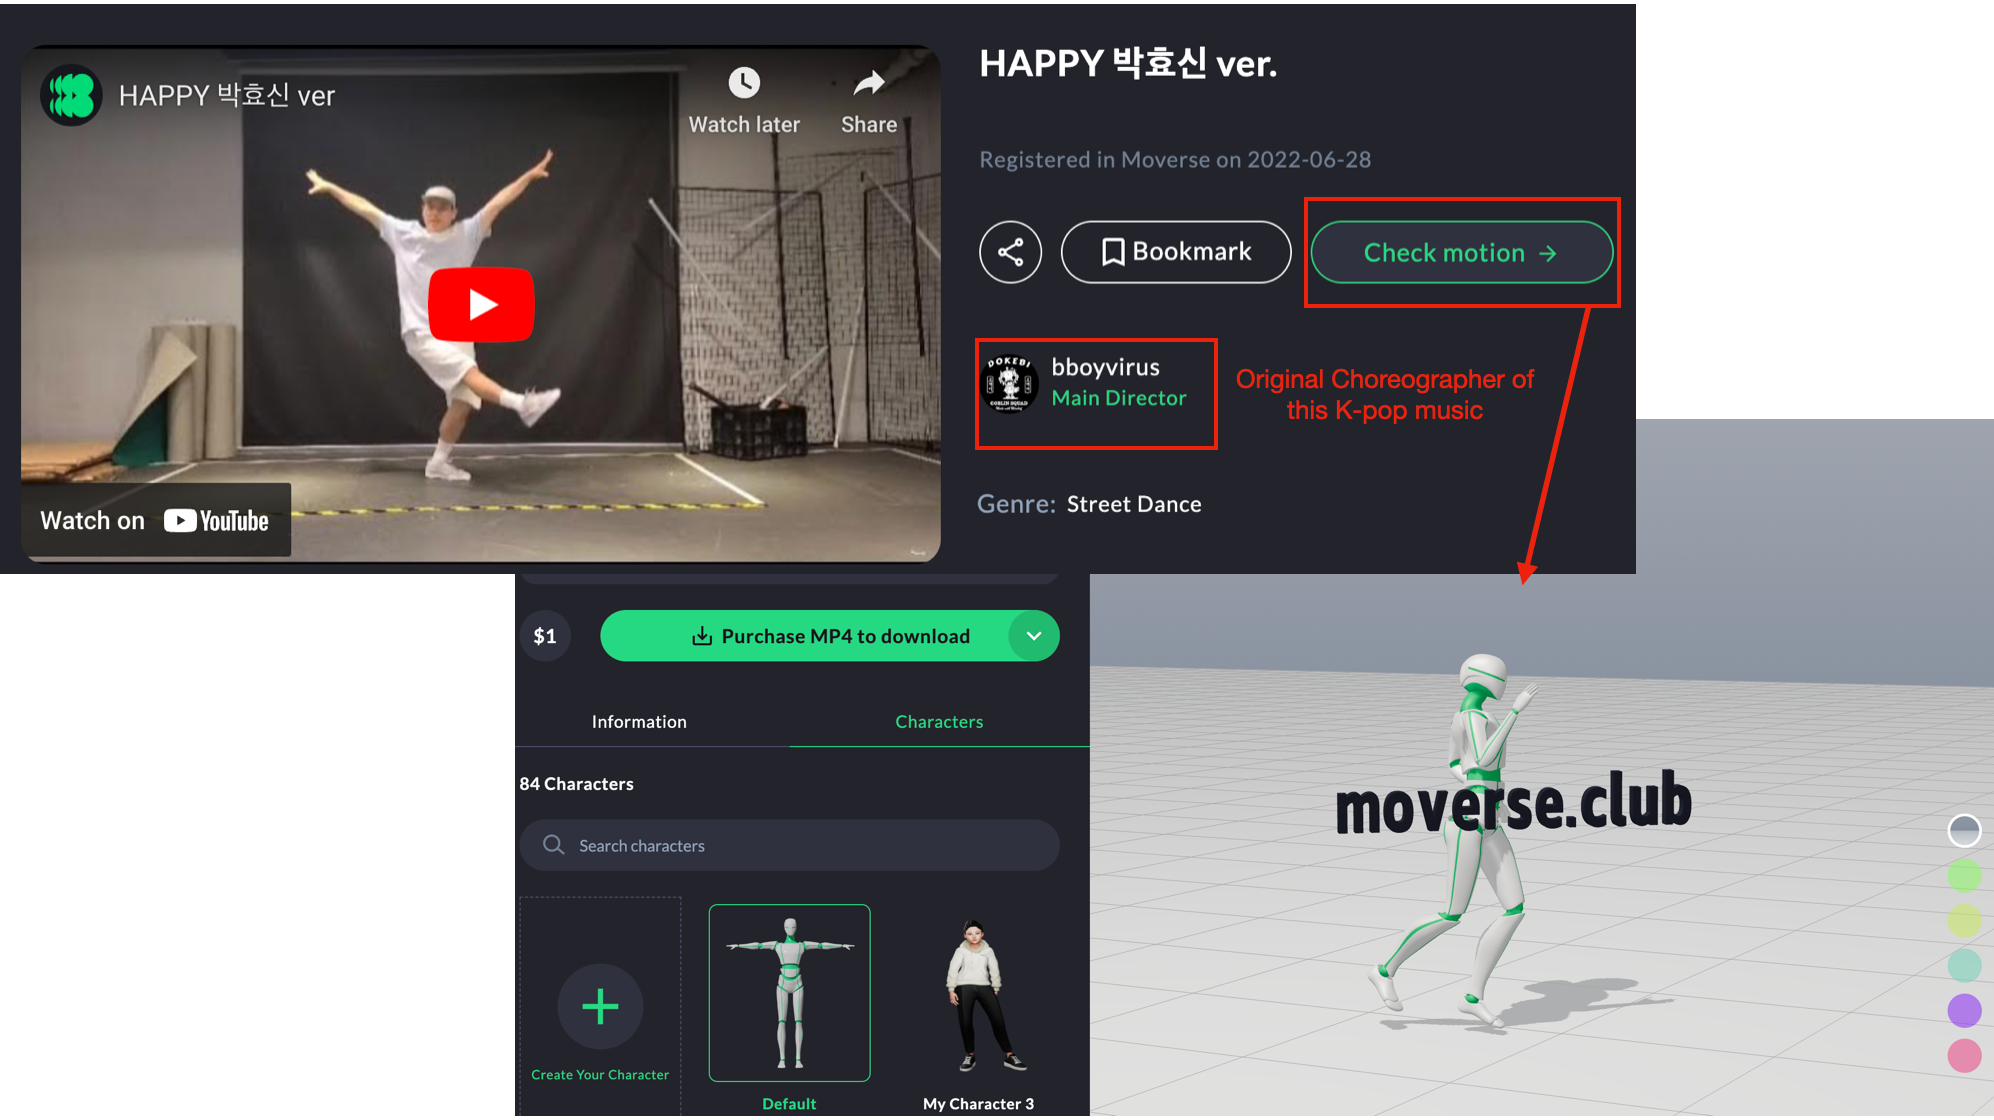 HAPPY 박효신 ver
Watch later
Share
Watch on YouTube
HAPPY 박효신 ver.
Registered in Moverse on 2022-06-28
Bookmark
Check motion →
DOKEBI
GOBLIN SQUAD
bboyvirus
Main Director
Original Choreographer of
this K-pop music
Genre: Street Dance
$1
Purchase MP4 to download
Information
Characters
84 Characters
Search characters
Create Your Character
Default
My Character 3
moverse.club